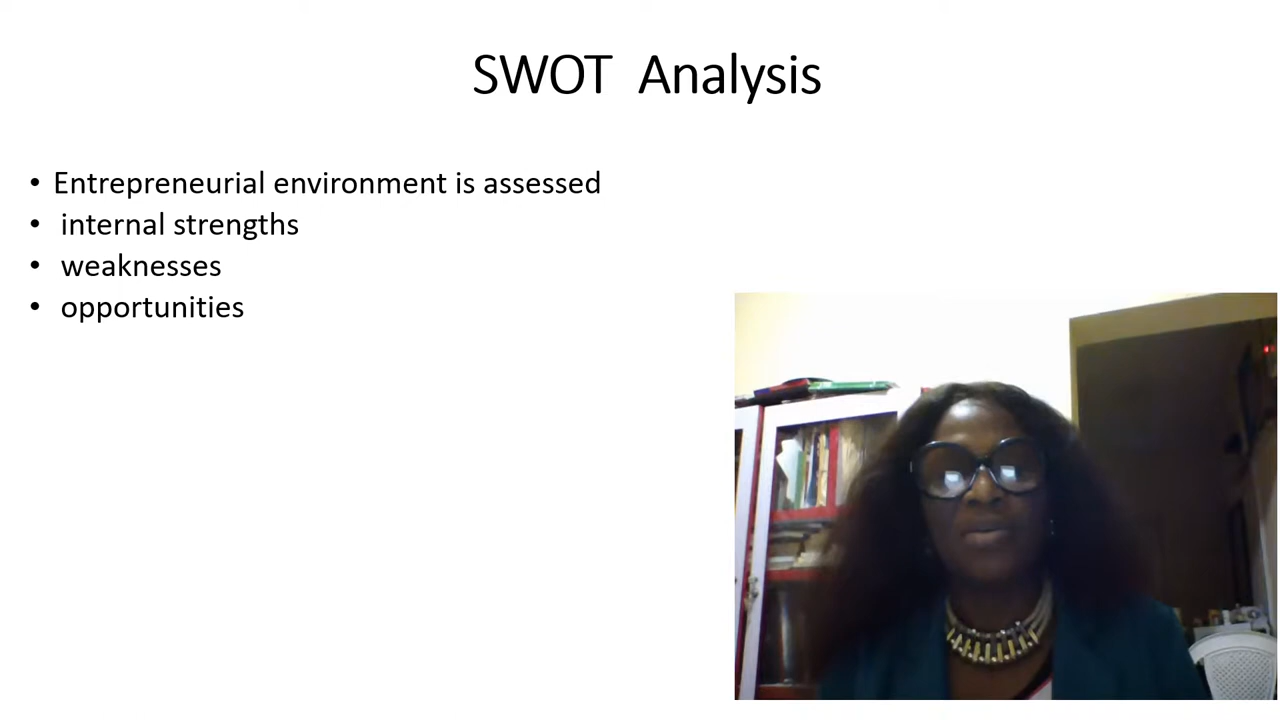 SWOT Analysis
• Entrepreneurial environment is assessed
• internal strengths
• weaknesses
• opportunities